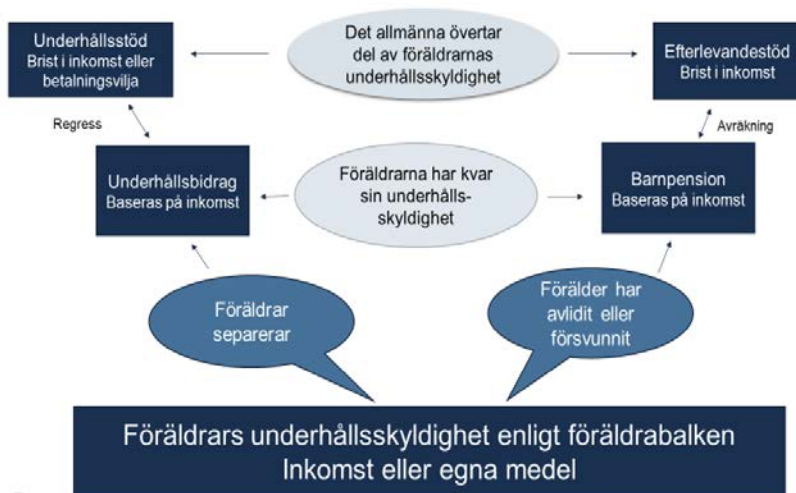 Underhållsstöd
Brist i inkomst eller
betalningsvilja
Det allmänna övertar
del av föräldrarnas
underhållsskyldighet
Efterlevandestöd
Brist i inkomst
Regress
Avräkning
Underhållsbidrag
Baseras på inkomst
Föräldrarna har kvar
sin underhålls-
skyldighet
Barnpension
Baseras på inkomst
Föräldrar
separerar
Förälder har
avlidit eller
försvunnit
Föräldrars underhållsskyldighet enligt föräldrabalken
Inkomst eller egna medel